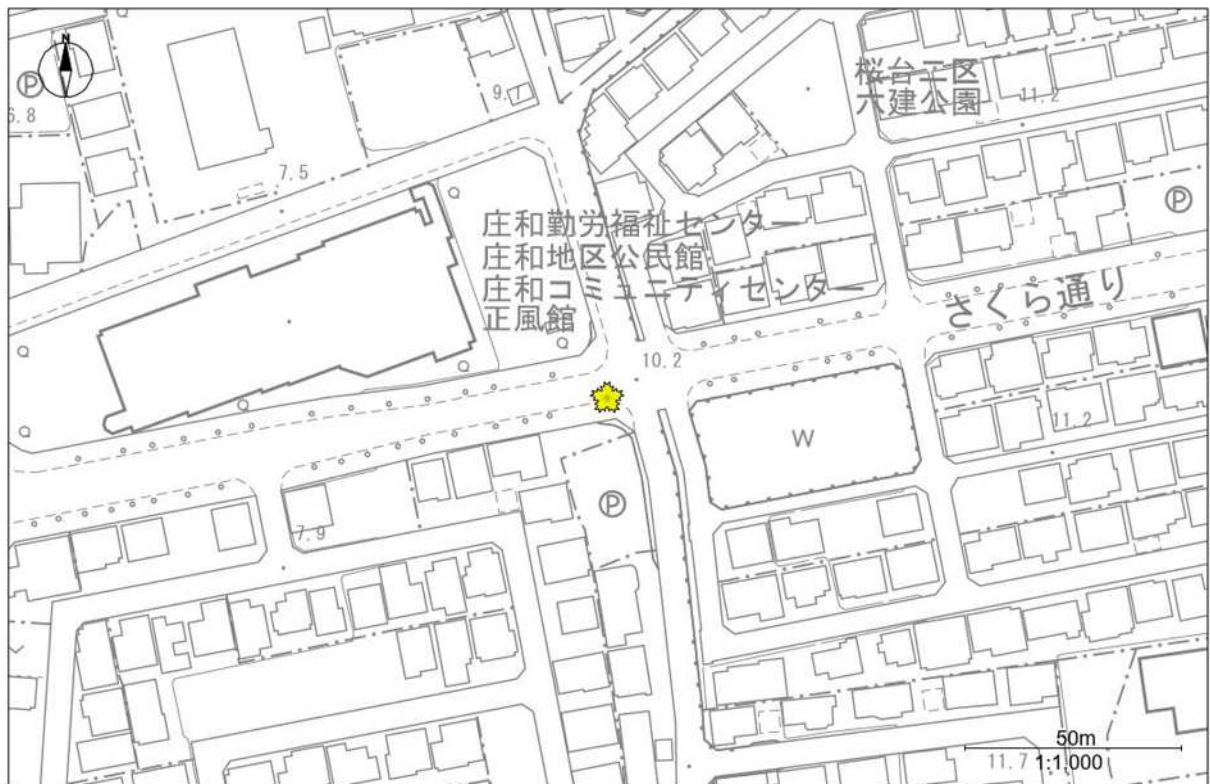 N
P
6.8
9.7
7.5
桜台二区
六建公園
11.2
P
庄和勤労福祉センター
庄和地区公民館
庄和コミュニティセンター
正風館
さくら通り
10.2
11.2
W
P
7.9
50m
11.7
1:1,000